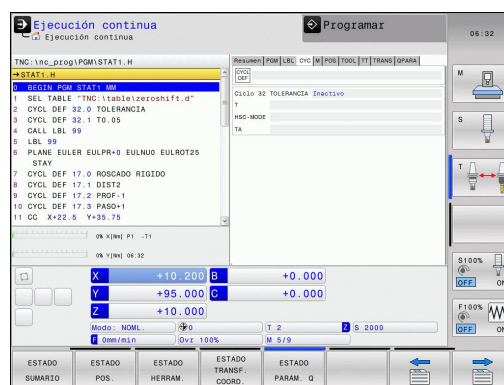 Ejecución continua
Ejecución continua
Programar
06:32
TNC:\nc_prog\PGM\STAT1.H
→STAT1.H
0 BEGIN PGM STAT1 MM
1 SEL TABLE "TNC:\table\zeroshift.d"
2 CYCL DEF 32.0 TOLERANCIA
3 CYCL DEF 32.1 T0.05
4 CALL LBL 99
5 LBL 99
6 PLANE EULER EULPR+0 EULNU0 EULROT25
STAY
7 CYCL DEF 17.0 ROSCADO RIGIDO
8 CYCL DEF 17.1 DIST2
9 CYCL DEF 17.2 PROF-1
10 CYCL DEF 17.3 PASO+1
11 CC X+22.5 Y+35.75
Resumen PGM LBL CYC M POS TOOL TT TRANS QPARA
CYCL DEF
Ciclo 32 TOLERANCIA Inactivo
T
HSC-MODE
TA
0% X[Nm] P1 -T1
0% Y[Nm] 06:32
X +10.200 B +0.000
Y +95.000 C +0.000
Z +10.000
Modo: NOML. 0 T 2 Z S 2000
F 0mm/min Ovr 100% M 5/9
M
S
T
S100%
OFF ON
F100%
OFF ON
ESTADO SUMARIO
ESTADO POS.
ESTADO HERRAM.
ESTADO TRANSF. COORD.
ESTADO PARAM. Q